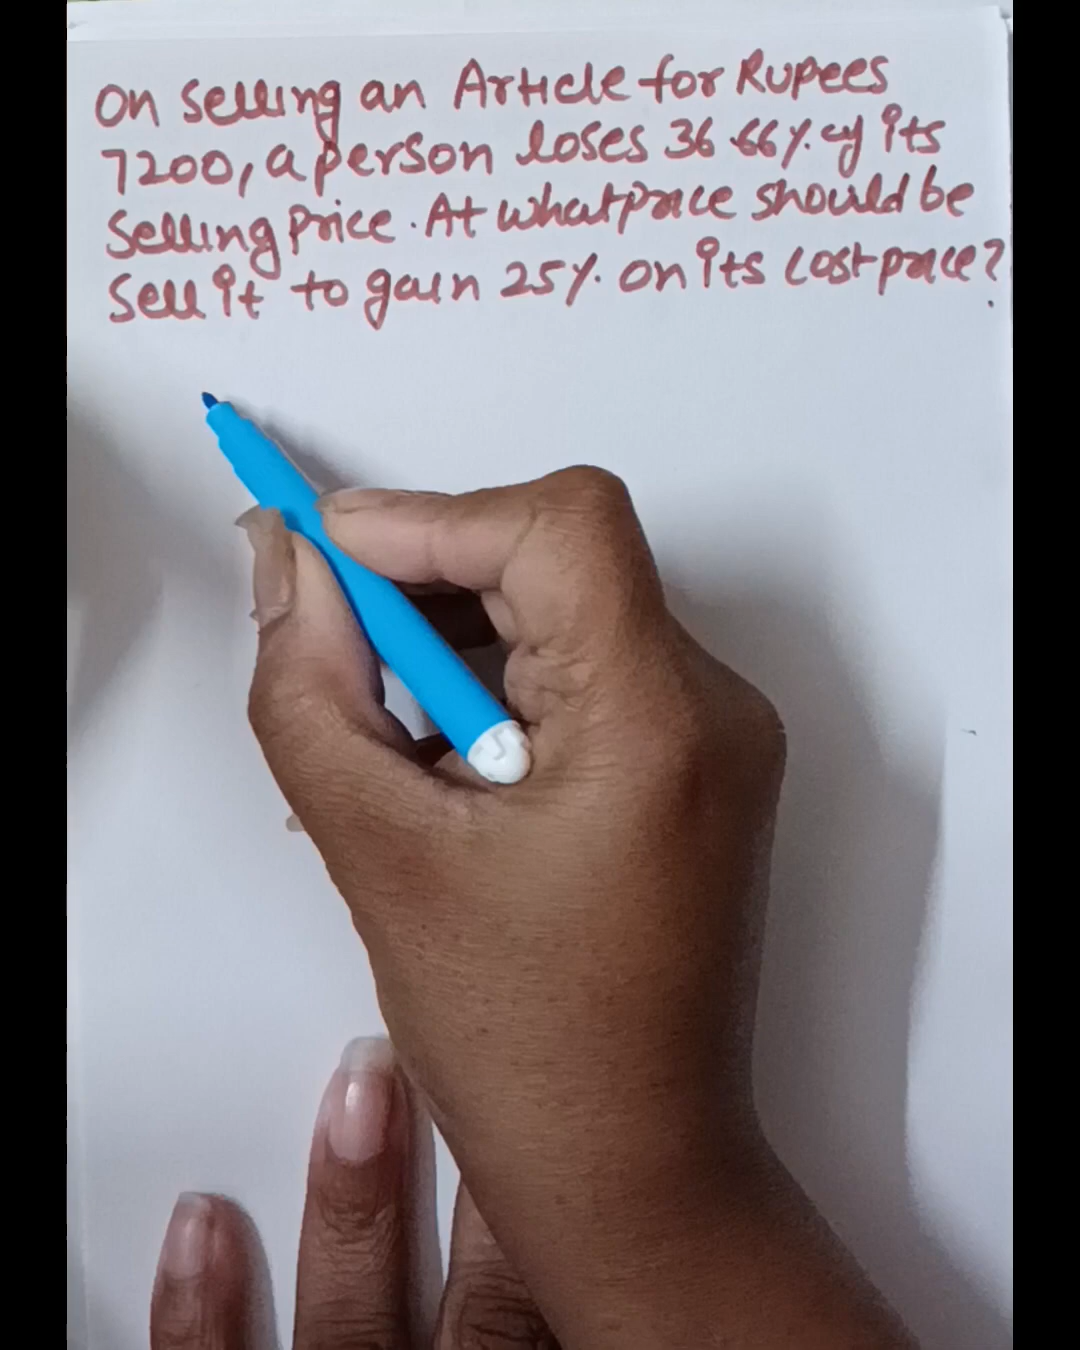 On Selling an Article for Rupees
7200, a person loses 36.66% of its
Selling Price. At what price should be
Sell it to gain 25% on its cost price?